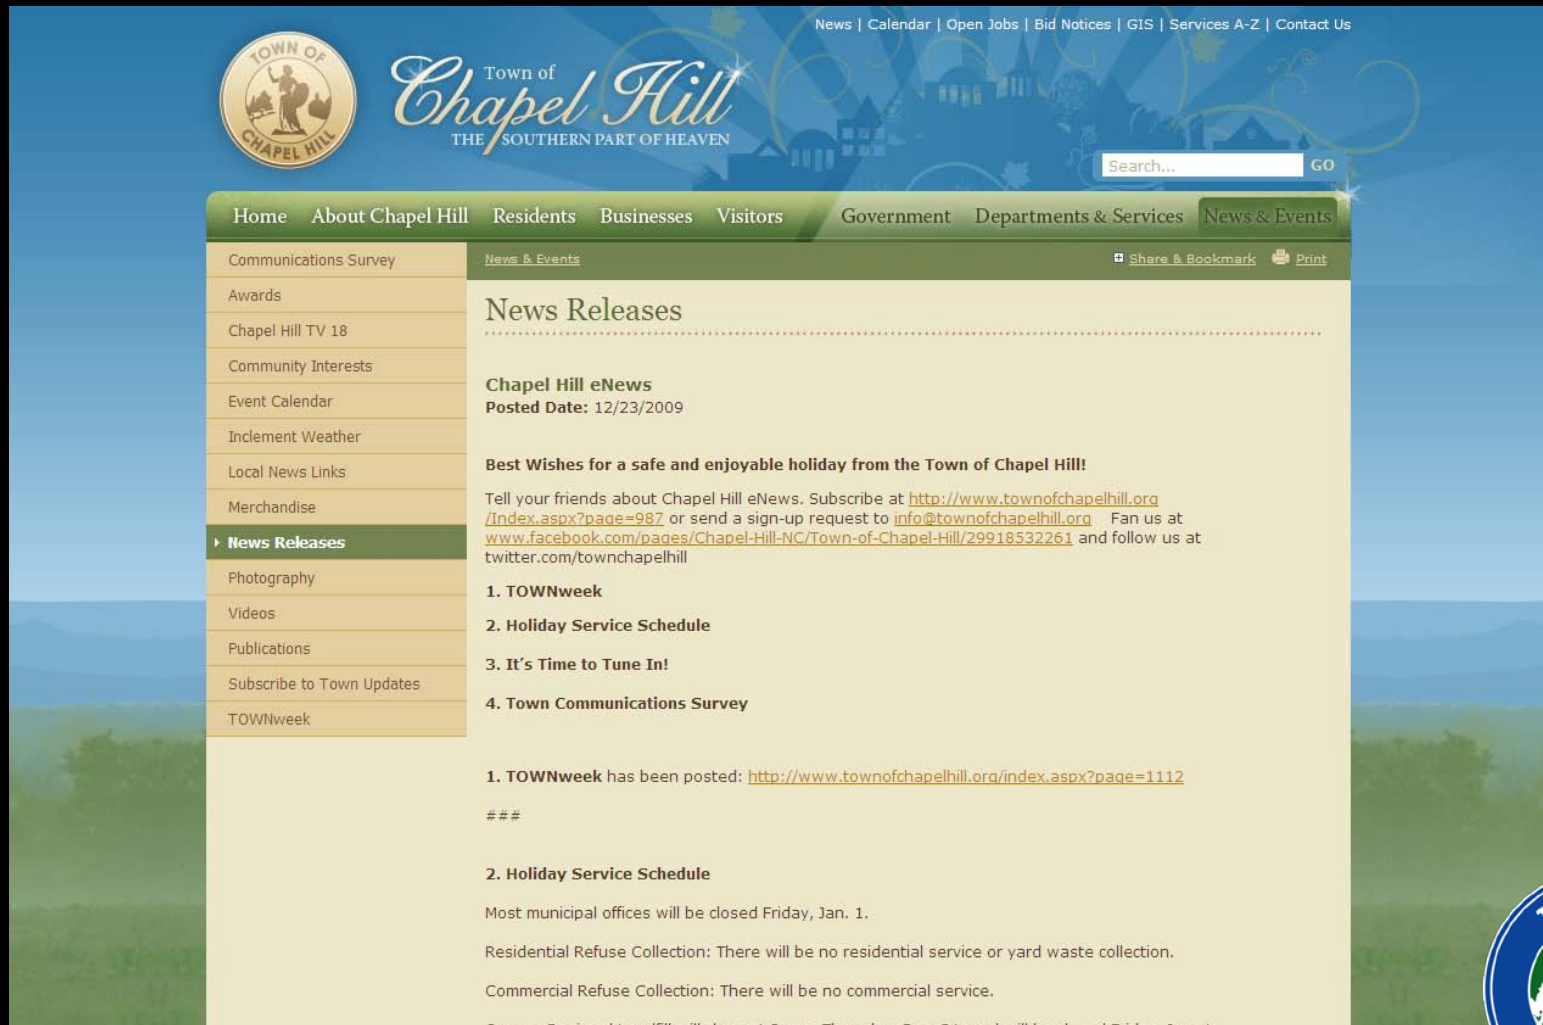 News | Calendar | Open Jobs | Bid Notices | GIS | Services A-Z | Contact Us
TOWN OF
CHAPEL HILL
Town of
Chapel Hill
THE SOUTHERN PART OF HEAVEN
Search...
GO
Home About Chapel Hill Residents Businesses Visitors Government Departments & Services News & Events
News & Events
Share & Bookmark Print
Communications Survey
Awards
Chapel Hill TV 18
Community Interests
Event Calendar
Inclement Weather
Local News Links
Merchandise
News Releases
Photography
Videos
Publications
Subscribe to Town Updates
TOWNweek
News Releases
Chapel Hill eNews
Posted Date: 12/23/2009
Best Wishes for a safe and enjoyable holiday from the Town of Chapel Hill!
Tell your friends about Chapel Hill eNews. Subscribe at http://www.townofchapelhill.org
/Index.aspx?page=987 or send a sign-up request to info@townofchapelhill.org Fan us at
www.facebook.com/pages/Chapel-Hill-NC/Town-of-Chapel-Hill/29918532261 and follow us at
twitter.com/townchapelhill
1. TOWNweek
2. Holiday Service Schedule
3. It's Time to Tune In!
4. Town Communications Survey
1. TOWNweek has been posted: http://www.townofchapelhill.org/index.aspx?page=1112
###
2. Holiday Service Schedule
Most municipal offices will be closed Friday, Jan. 1.
Residential Refuse Collection: There will be no residential service or yard waste collection.
Commercial Refuse Collection: There will be no commercial service.